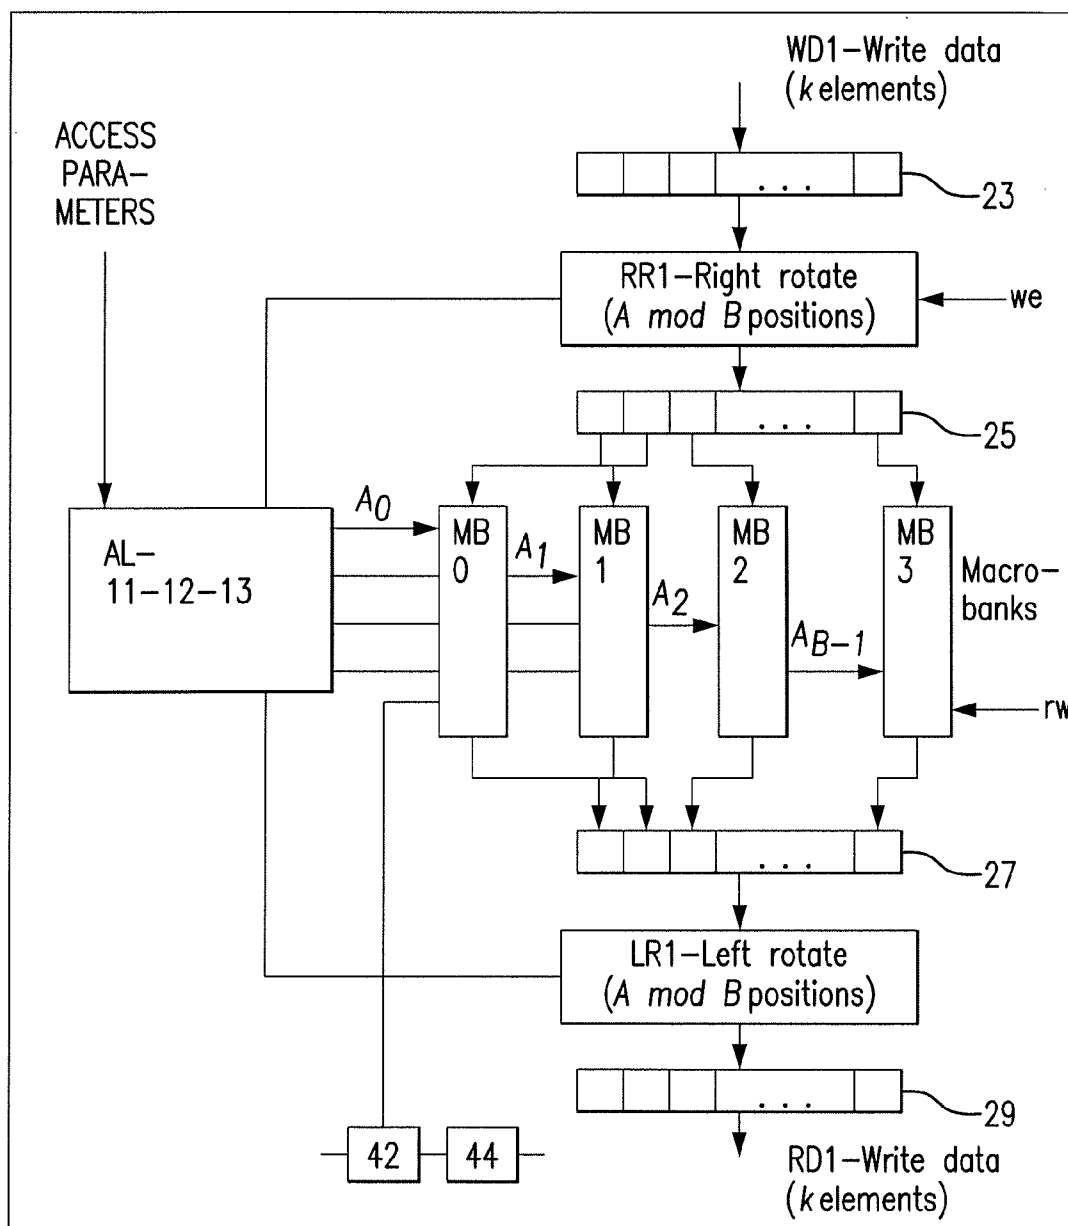 WD1–Write data
(k elements)
ACCESS
PARA–
METERS
. . .
23
RR1–Right rotate
(A mod B positions)
we
. . .
25
A0
MB
0
A1
MB
1
A2
MB
2
AB–1
MB
3
Macro–
banks
AL–
11–12–13
rw
. . .
27
LR1–Left rotate
(A mod B positions)
. . .
29
42
44
RD1–Write data
(k elements)